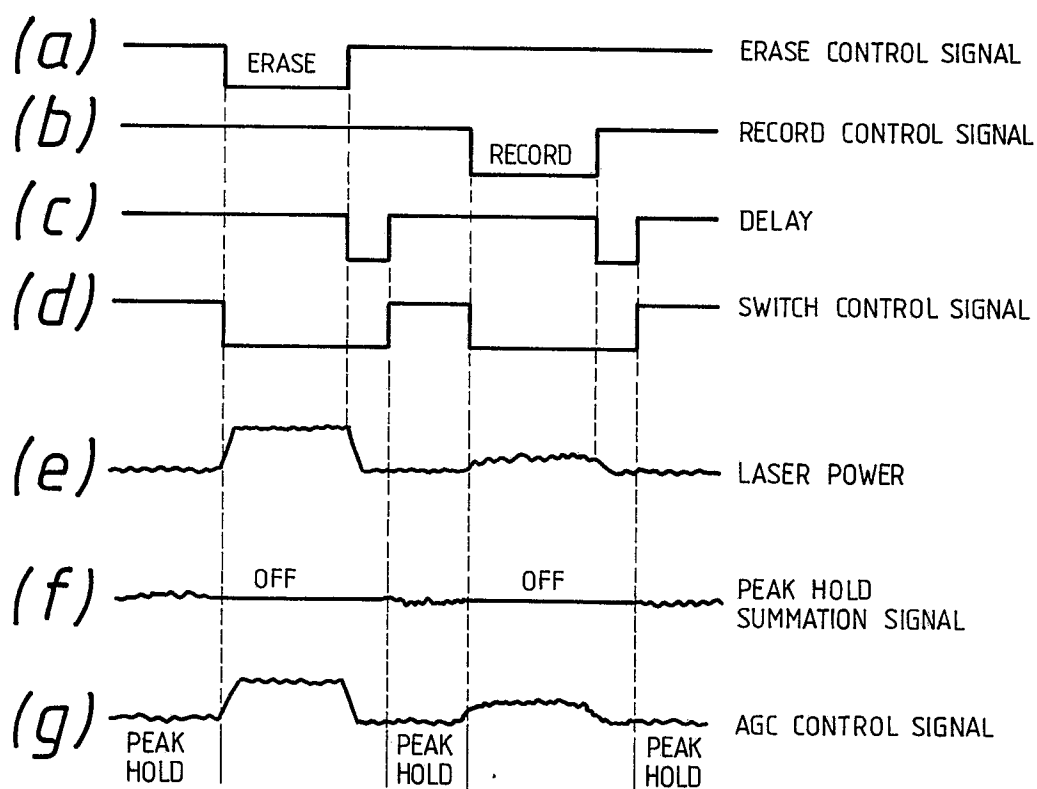 (a) ERASE ERASE CONTROL SIGNAL
(b) RECORD RECORD CONTROL SIGNAL
(c) DELAY
(d) SWITCH CONTROL SIGNAL
(e) LASER POWER
(f) OFF OFF PEAK HOLD
SUMMATION SIGNAL
(g) AGC CONTROL SIGNAL
PEAK PEAK PEAK
HOLD HOLD HOLD